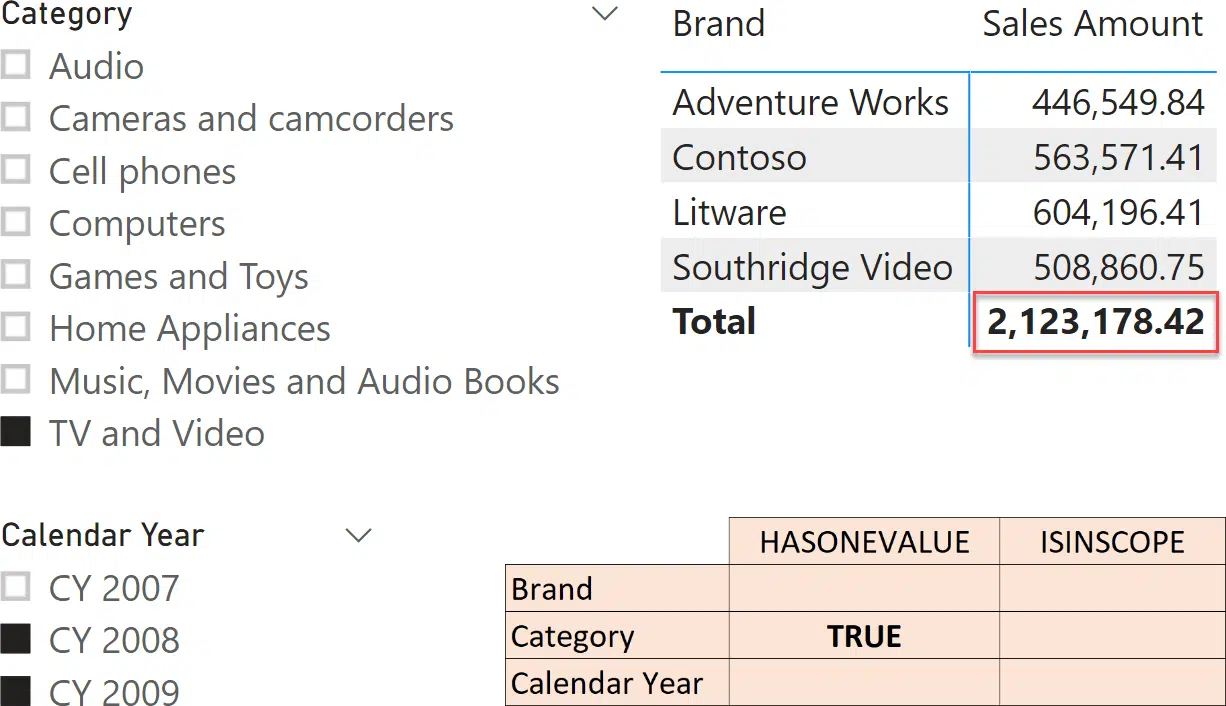 Category
Audio
Cameras and camcorders
Cell phones
Computers
Games and Toys
Home Appliances
Music, Movies and Audio Books
TV and Video
Calendar Year
CY 2007
CY 2008
CY 2009
Brand Sales Amount
Adventure Works 446,549.84
Contoso 563,571.41
Litware 604,196.41
Southridge Video 508,860.75
Total 2,123,178.42
HASONEVALUE ISINSCOPE
Brand
Category TRUE
Calendar Year